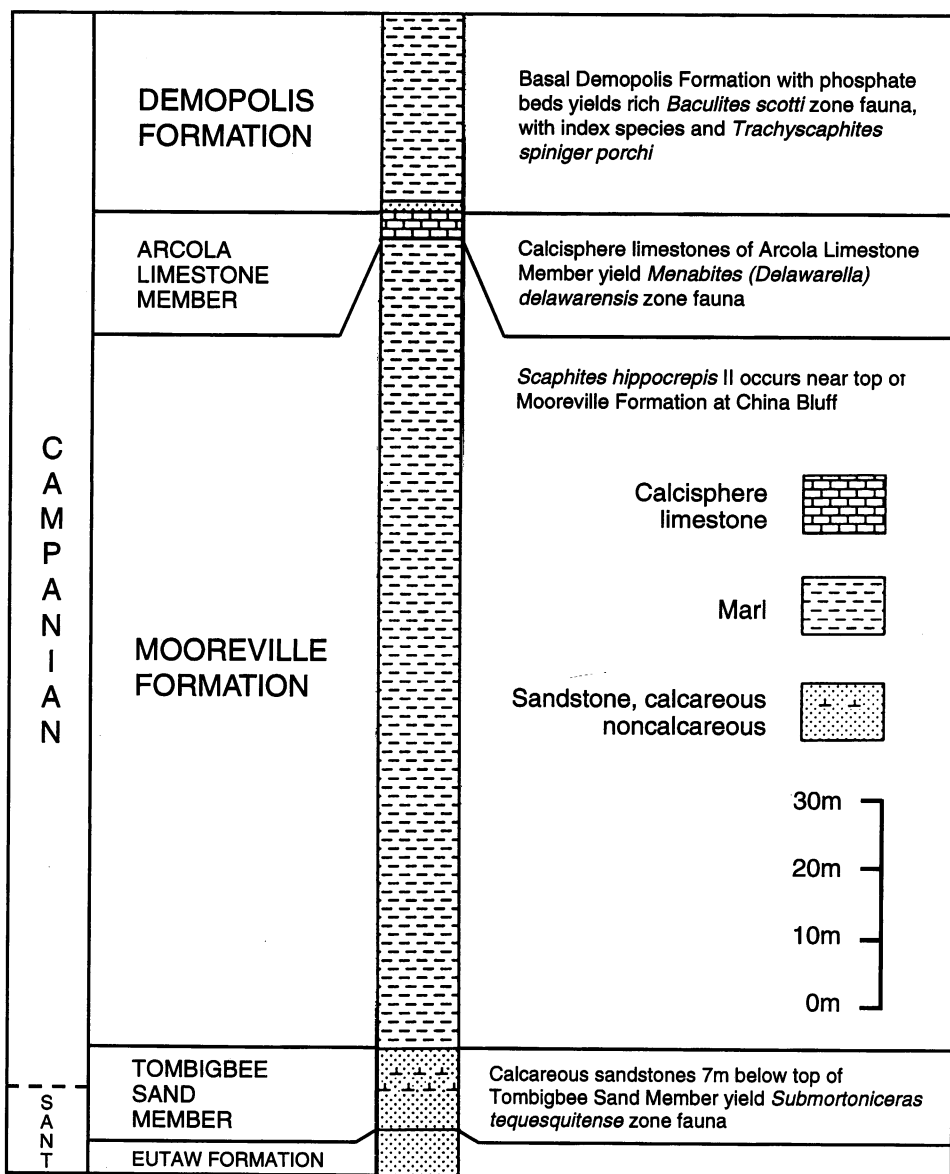 DEMOPOLIS
FORMATION
Basal Demopolis Formation with phosphate
beds yields rich Baculites scotti zone fauna,
with index species and Trachyscaphites
spiniger porchi
ARCOLA
LIMESTONE
MEMBER
Calcisphere limestones of Arcola Limestone
Member yield Menabites (Delawarella)
delawarensis zone fauna
CAMPANIAN
MOOREVILLE
FORMATION
Scaphites hippocrepis II occurs near top of
Mooreville Formation at China Bluff
Calcisphere
limestone
Marl
Sandstone, calcareous
noncalcareous
30m
20m
10m
0m
SANT
TOMBIGBEE
SAND
MEMBER
Calcareous sandstones 7m below top of
Tombigbee Sand Member yield Submortoniceras
tequesquitense zone fauna
EUTAW FORMATION